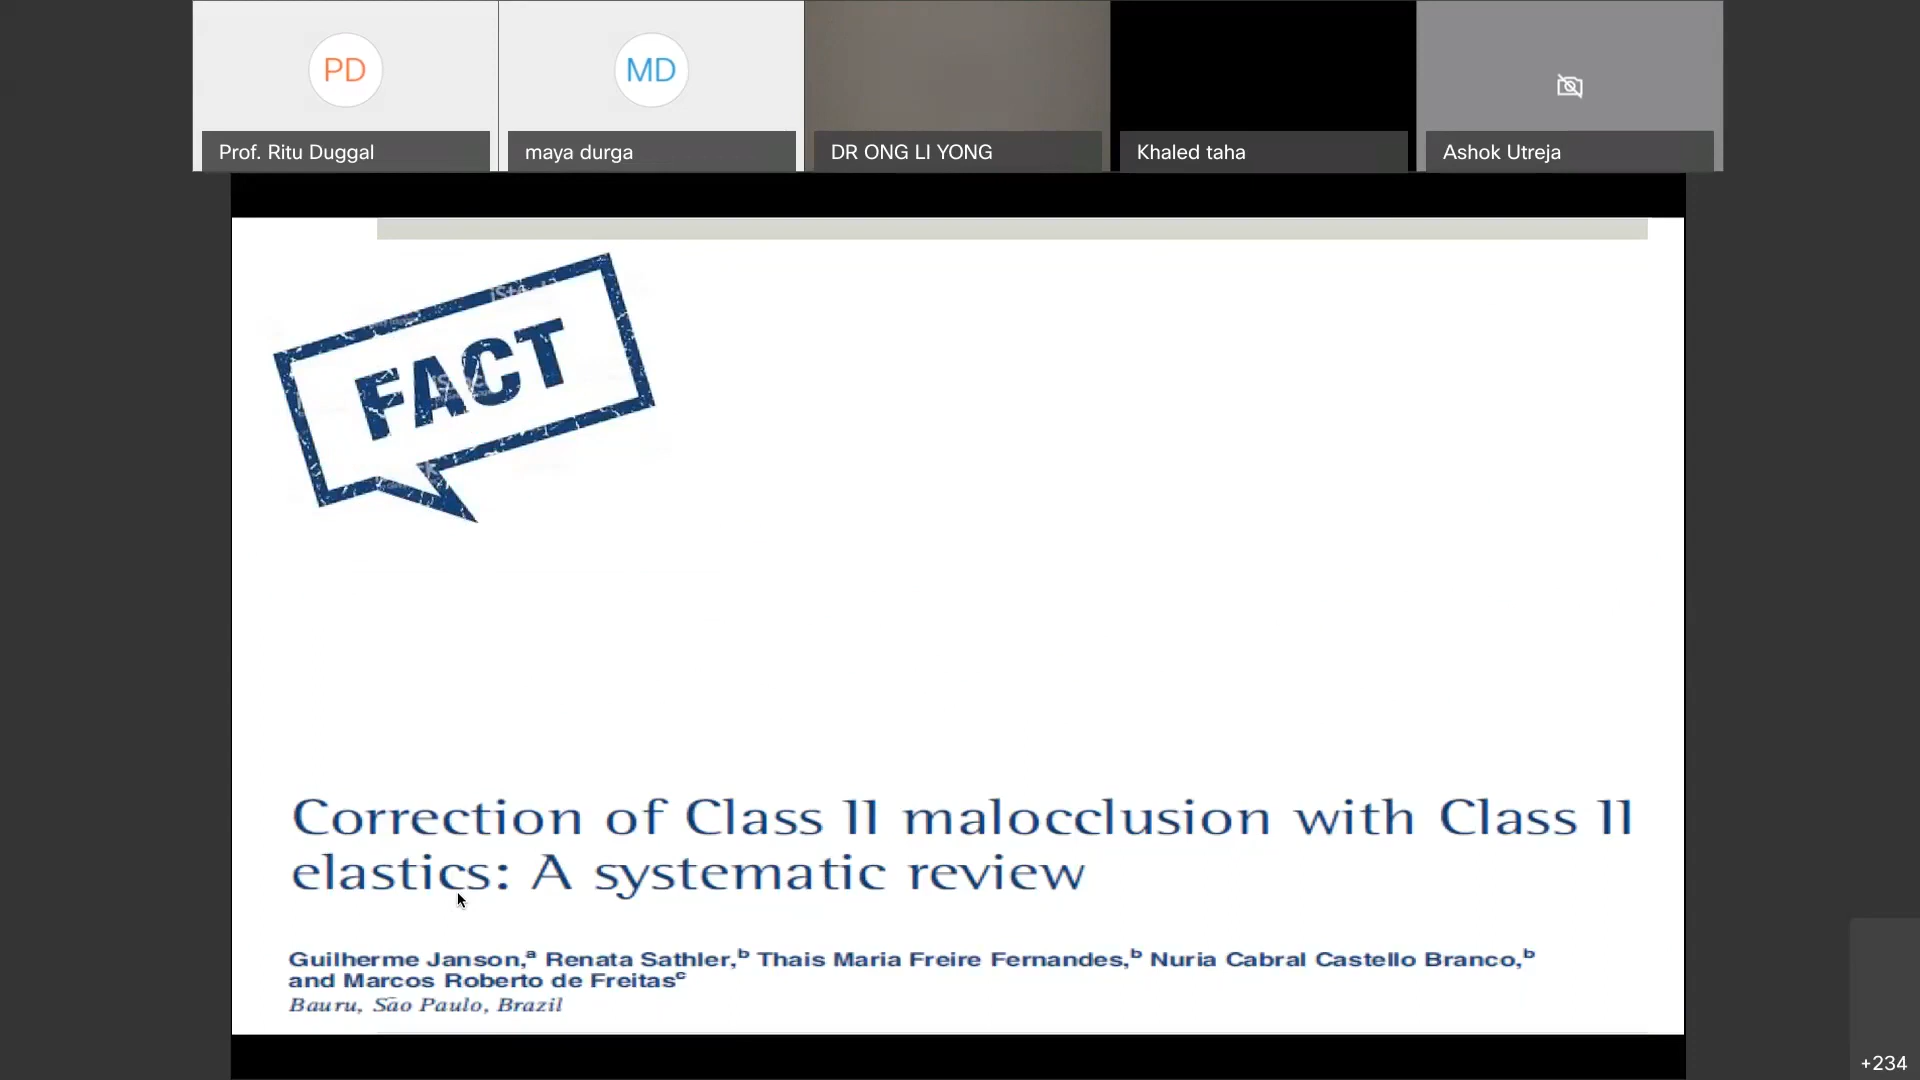 PD
MD
Prof. Ritu Duggal
maya durga
DR ONG LI YONG
Khaled taha
Ashok Utreja
FACT
Correction of Class II malocclusion with Class II
elastics: A systematic review
Guilherme Janson,ᵃ Renata Sathler,ᵇ Thais Maria Freire Fernandes,ᵇ Nuria Cabral Castello Branco,ᵇ
and Marcos Roberto de Freitasᶜ
Bauru, São Paulo, Brazil
+234